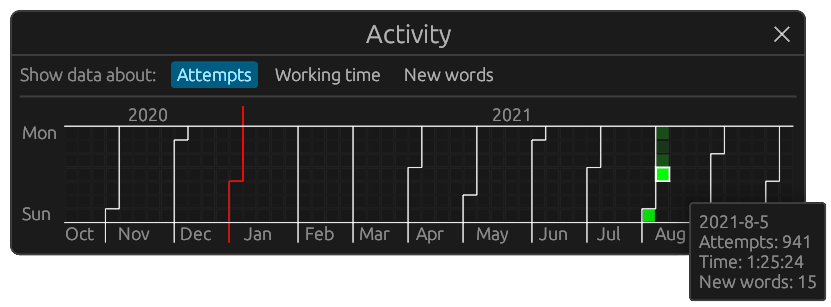 Activity
Show data about: Attempts Working time New words
2020 2021
Mon
Sun
Oct Nov Dec Jan Feb Mar Apr May Jun Jul Aug
2021-8-5
Attempts: 941
Time: 1:25:24
New words: 15